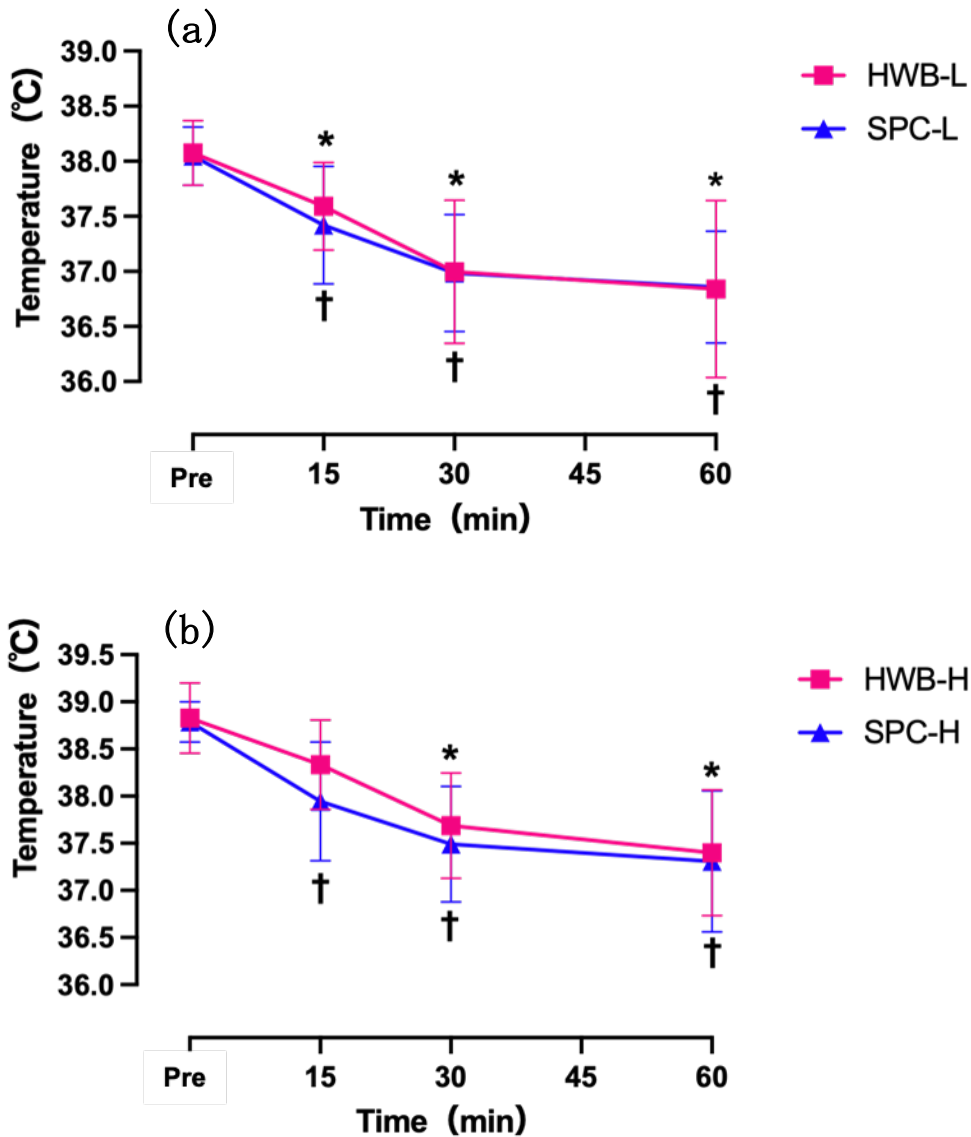 (a)
Temperature (℃)
39.0
38.5
38.0
37.5
37.0
36.5
36.0
* * *
† † †
Pre 15 30 45 60
Time (min)
HWB-L
SPC-L
(b)
Temperature (℃)
39.5
39.0
38.5
38.0
37.5
37.0
36.5
36.0
* *
† † †
Pre 15 30 45 60
Time (min)
HWB-H
SPC-H